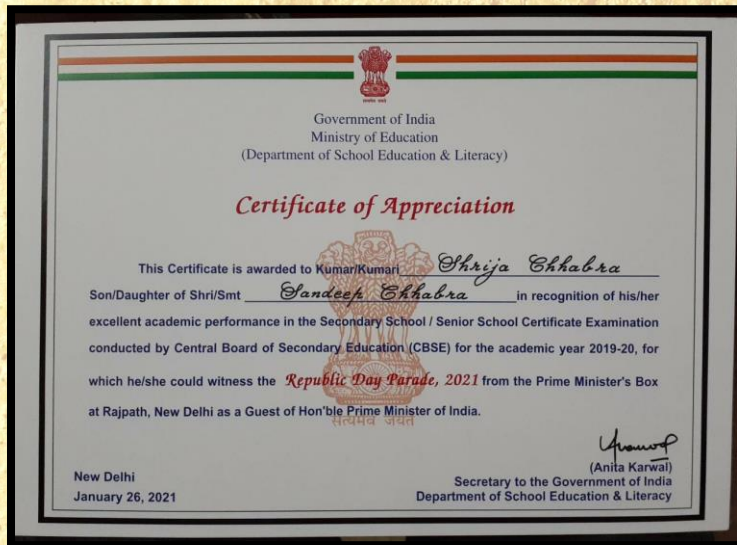 Government of India
Ministry of Education
(Department of School Education & Literacy)
Certificate of Appreciation
This Certificate is awarded to Kumar/Kumari Shrija Chhabra
Son/Daughter of Shri/Smt Sandeep Chhabra in recognition of his/her
excellent academic performance in the Secondary School / Senior School Certificate Examination
conducted by Central Board of Secondary Education (CBSE) for the academic year 2019-20, for
which he/she could witness the Republic Day Parade, 2021 from the Prime Minister's Box
at Rajpath, New Delhi as a Guest of Hon'ble Prime Minister of India.
सत्यमेव जयते
(Anita Karwal)
New Delhi
Secretary to the Government of India
January 26, 2021
Department of School Education & Literacy